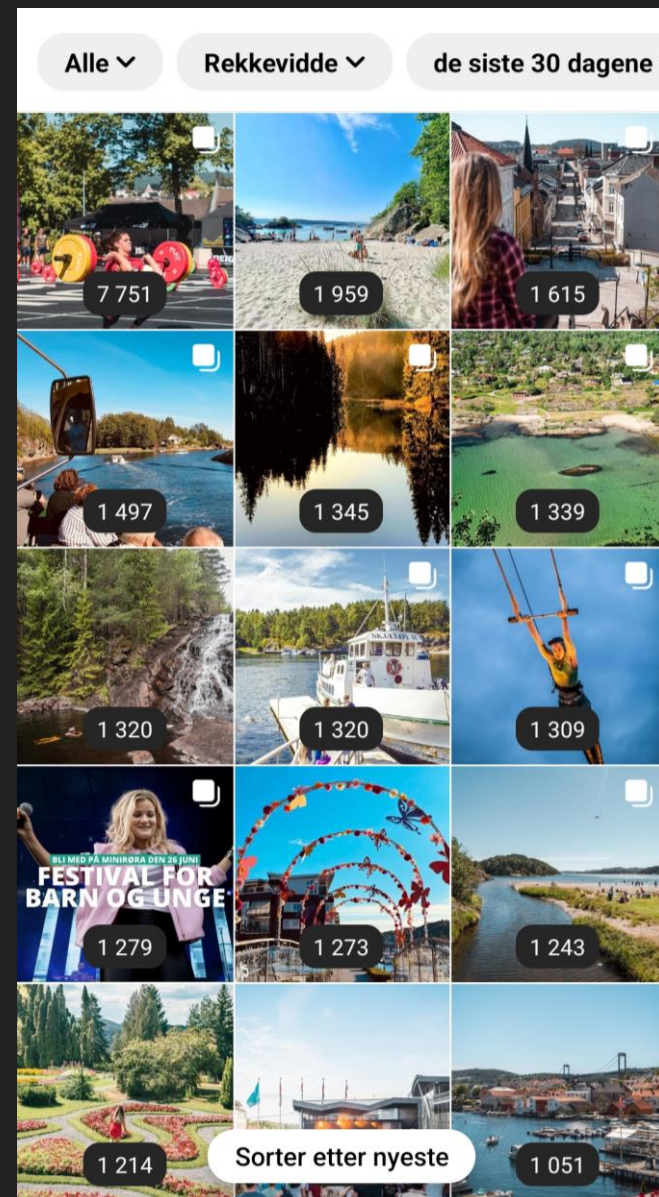 Alle
Rekkevidde
de siste 30 dagene
7 751
1 959
1 615
1 497
1 345
1 339
SKJÆLØY II
1 320
1 320
1 309
BLI MED PÅ MINIRØRA DEN 26 JUNI
FESTIVAL FOR
BARN OG UNGE
1 279
1 273
1 243
1 214
Sorter etter nyeste
1 051